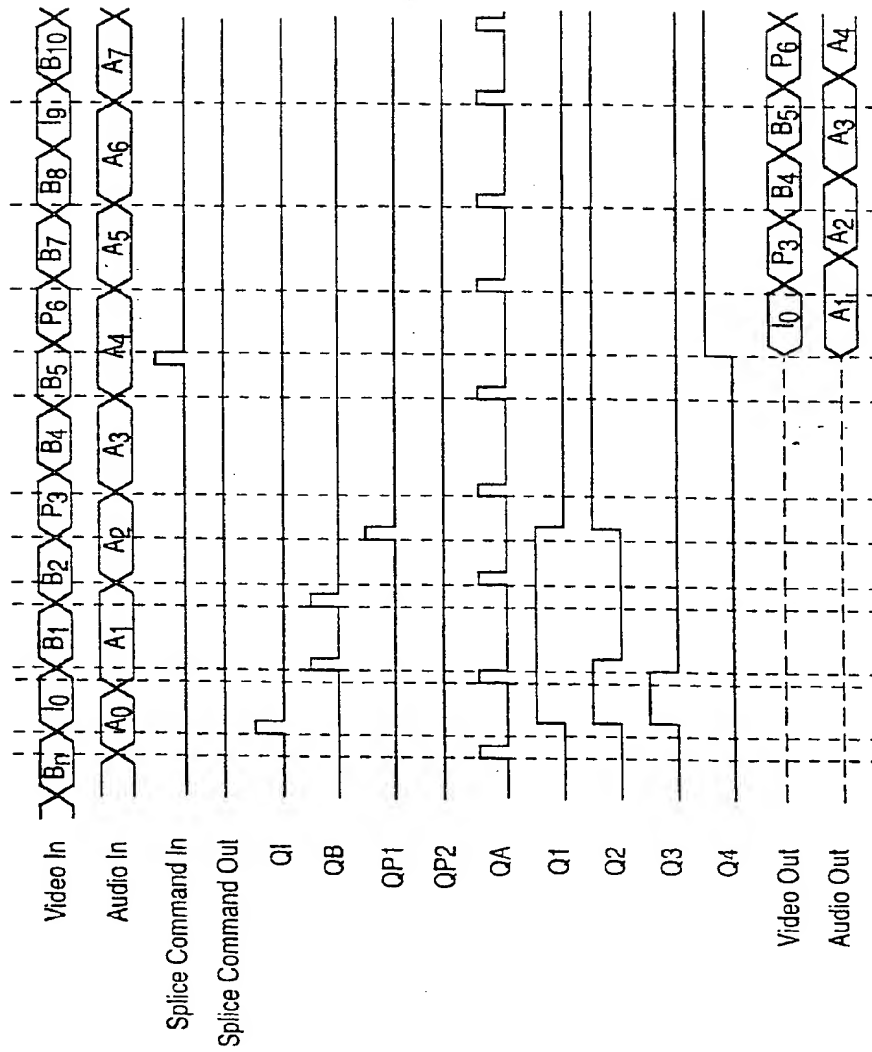 Video In Bn I0 B1 B2 P3 B4 B5 P6 B7 B8 I9 B10
Audio In A0 A1 A2 A3 A4 A5 A6 A7
Splice Command In
Splice Command Out
QI
QB
QP1
QP2
QA
Q1
Q2
Q3
Q4
Video Out I0 P3 B4 B5 P6
Audio Out A1 A2 A3 A4